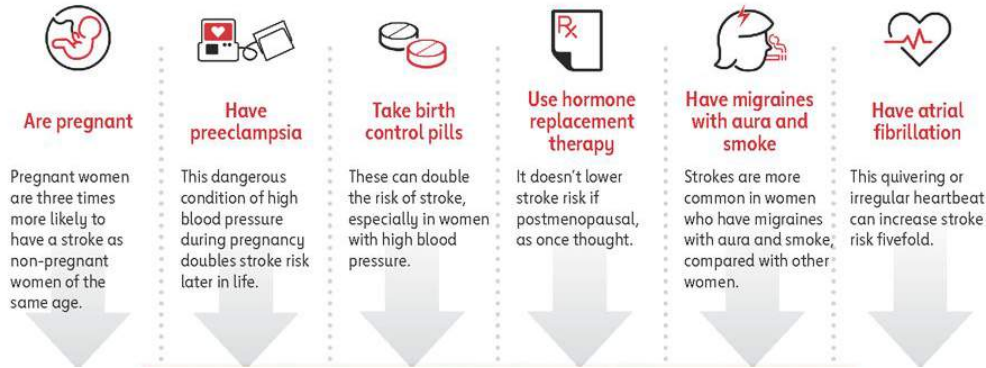 Rx
Are pregnant
Pregnant women
are three times
more likely to
have a stroke as
non-pregnant
women of the
same age.
Have
preeclampsia
This dangerous
condition of high
blood pressure
during pregnancy
doubles stroke risk
later in life.
Take birth
control pills
These can double
the risk of stroke,
especially in women
with high blood
pressure.
Use hormone
replacement
therapy
It doesn’t lower
stroke risk if
postmenopausal,
as once thought.
Have migraines
with aura and
smoke
Strokes are more
common in women
who have migraines
with aura and smoke,
compared with other
women.
Have atrial
fibrillation
This quivering or
irregular heartbeat
can increase stroke
risk fivefold.